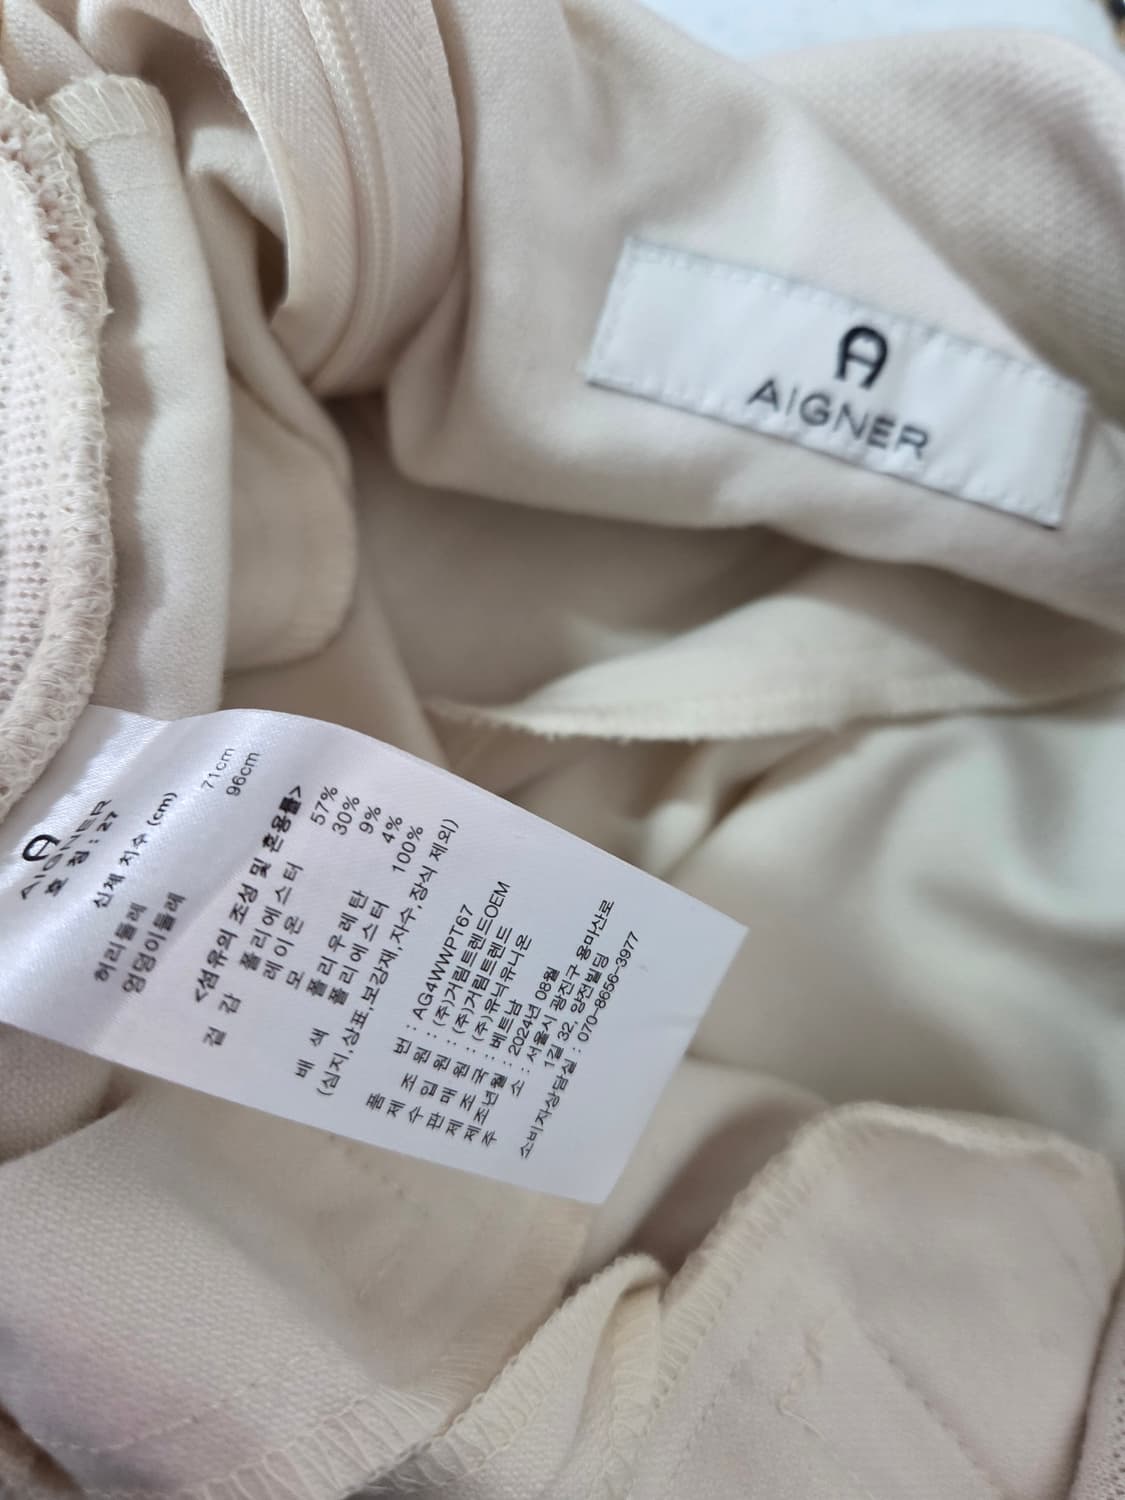 A
AIGNER
A
AIGNER
호 칭 : 27
신체 치수 (cm)
허리둘레 71cm
엉덩이둘레 96cm
<섬유의 조성 및 혼용률>
겉 감 폴리에스터 57%
레이온 30%
모 9%
폴리우레탄 4%
배 색 폴리에스터 100%
(심지,상표,보강재,자수,장식 제외)
품 번 : AG4WWPT67
제 조 원 : (주)거림트렌드OEM
수 입 원 : (주)거림트렌드
판 매 원 : (주)유닉유니온
제 조 국 : 베트남
제조년월 : 2024년 08월
주 소 : 서울시 광진구 용마산로
1길 32, 양전빌딩
소비자상담실 : 070-8656-3977